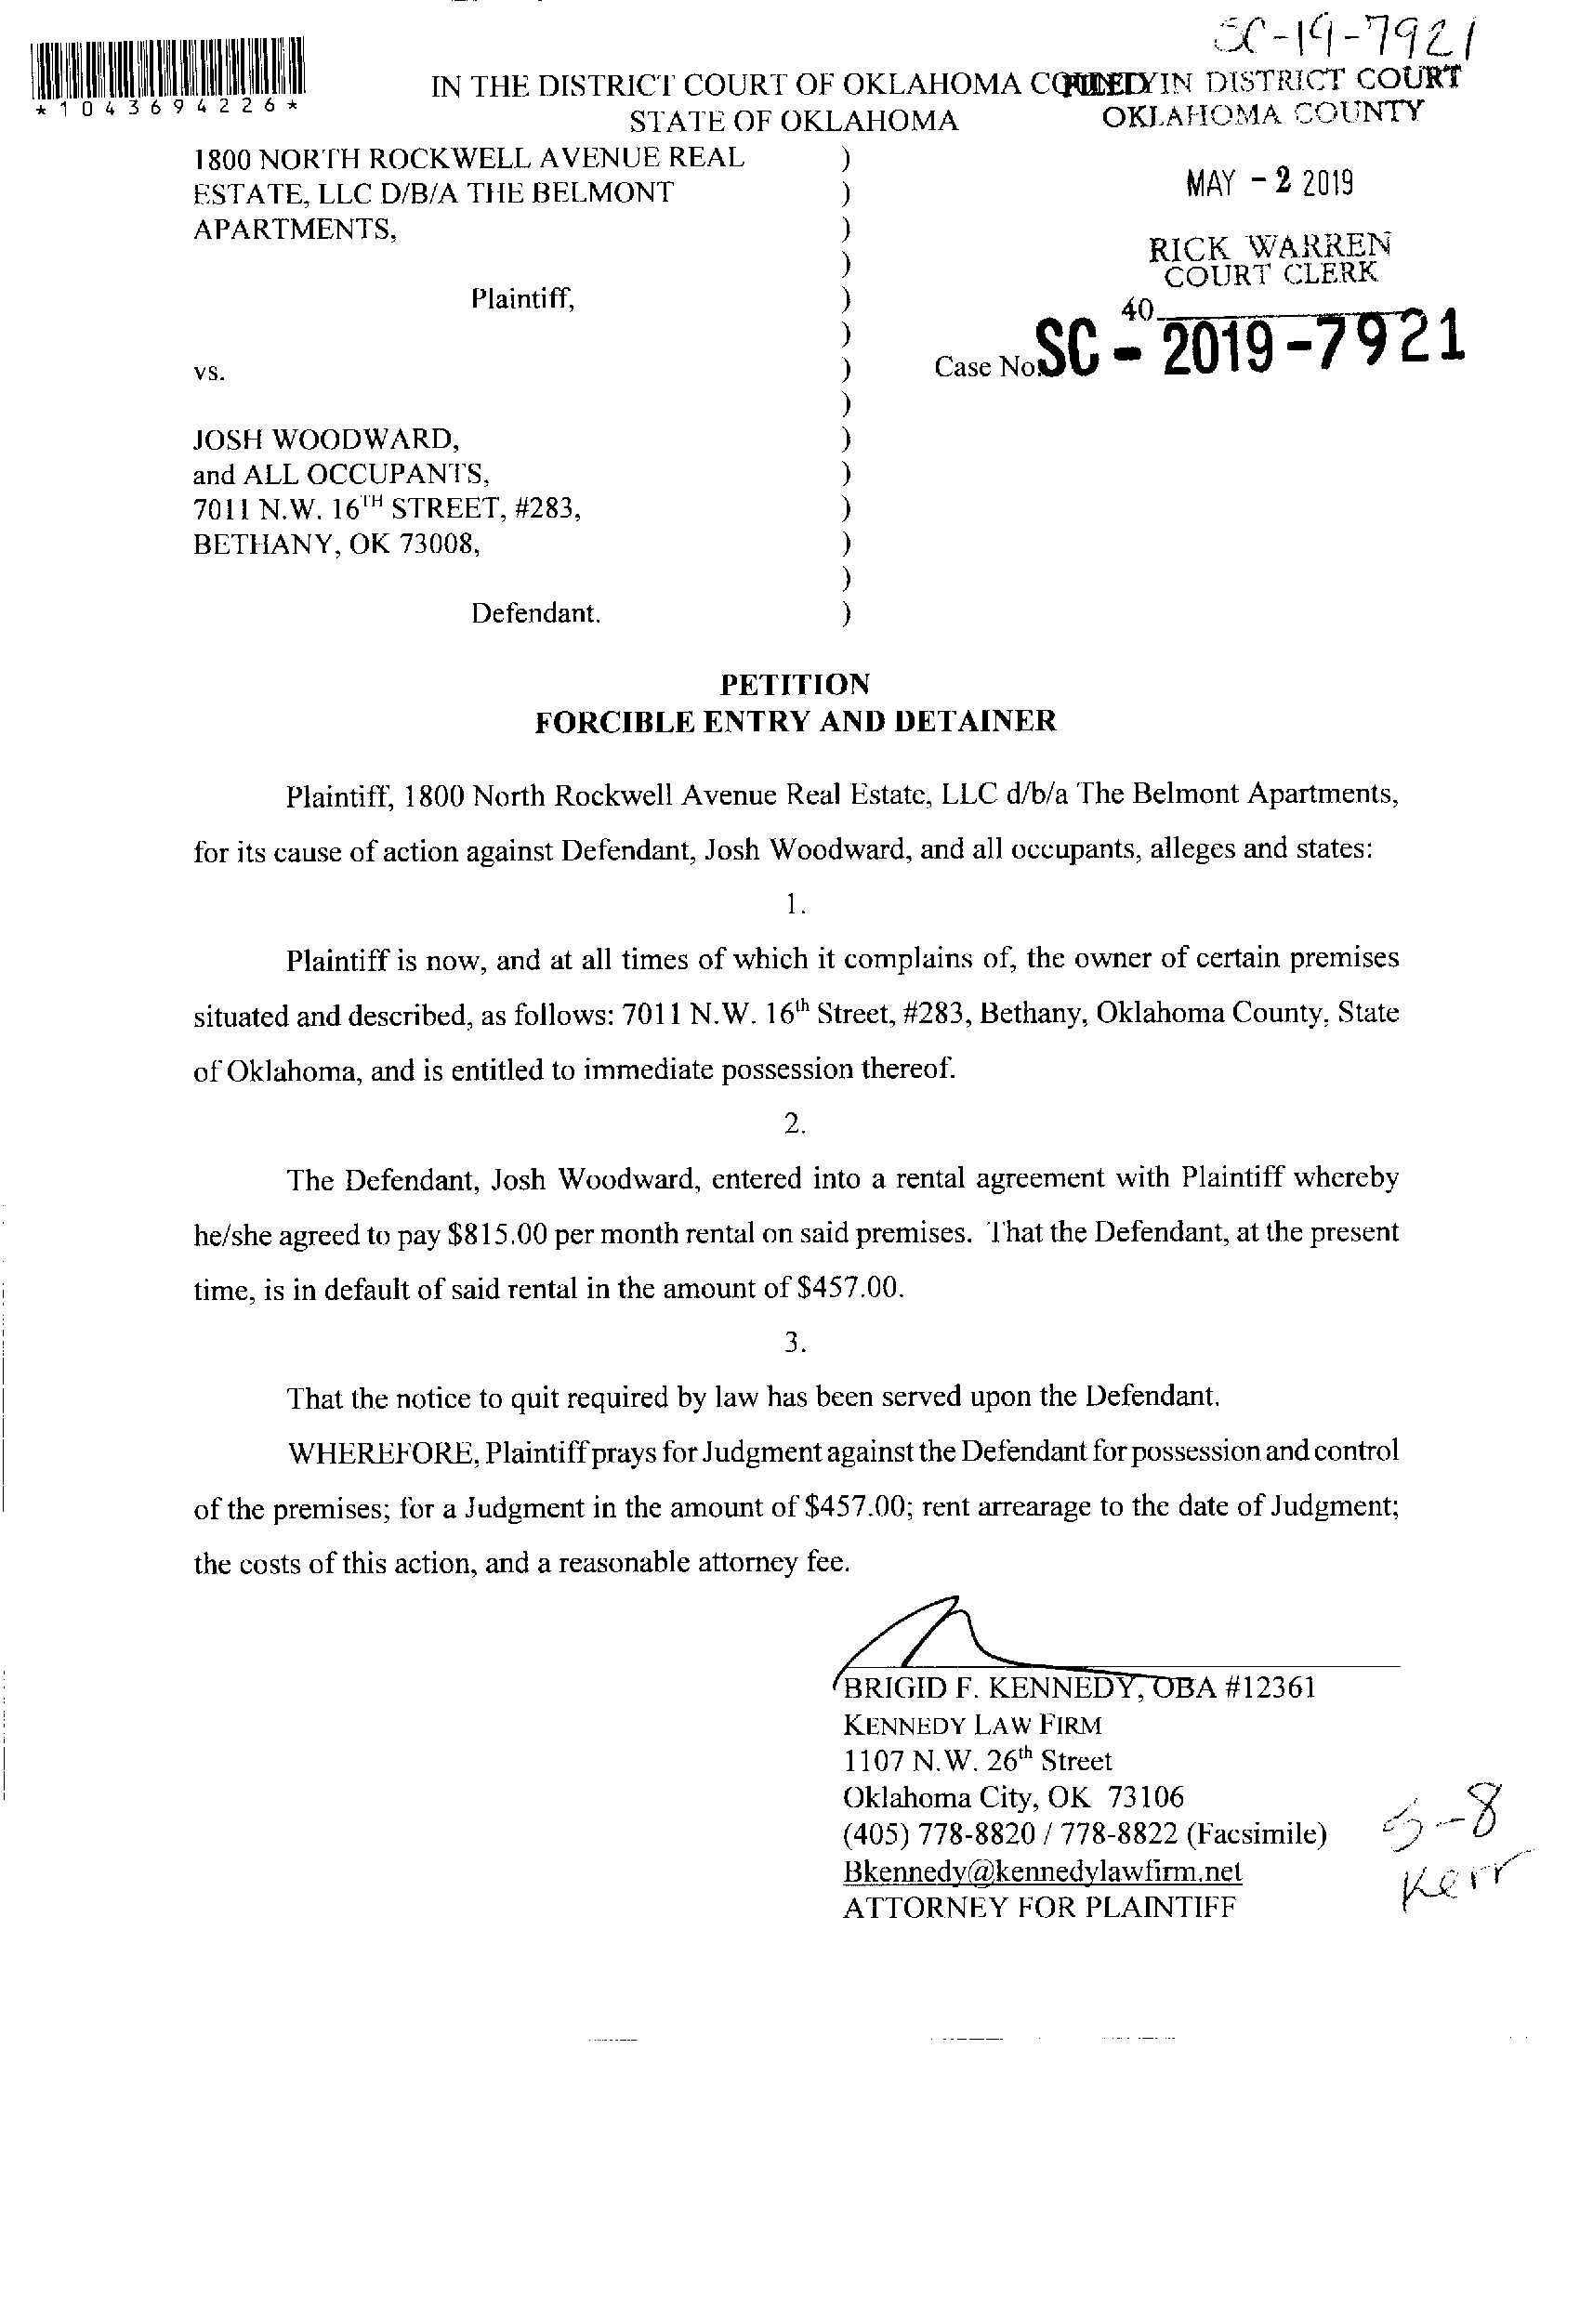 SC-19-7921
*1043694226*
IN THE DISTRICT COURT OF OKLAHOMA COUNTY
STATE OF OKLAHOMA
FILED IN DISTRICT COURT
OKLAHOMA COUNTY
MAY - 2 2019
RICK WARREN
COURT CLERK
40
1800 NORTH ROCKWELL AVENUE REAL )
ESTATE, LLC D/B/A THE BELMONT )
APARTMENTS, )
)
Plaintiff, )
)
vs. ) Case No. SC - 2019-7921
)
JOSH WOODWARD, )
and ALL OCCUPANTS, )
7011 N.W. 16TH STREET, #283, )
BETHANY, OK 73008, )
)
Defendant. )
PETITION
FORCIBLE ENTRY AND DETAINER
Plaintiff, 1800 North Rockwell Avenue Real Estate, LLC d/b/a The Belmont Apartments,
for its cause of action against Defendant, Josh Woodward, and all occupants, alleges and states:
1.
Plaintiff is now, and at all times of which it complains of, the owner of certain premises
situated and described, as follows: 7011 N.W. 16th Street, #283, Bethany, Oklahoma County, State
of Oklahoma, and is entitled to immediate possession thereof.
2.
The Defendant, Josh Woodward, entered into a rental agreement with Plaintiff whereby
he/she agreed to pay $815.00 per month rental on said premises. That the Defendant, at the present
time, is in default of said rental in the amount of $457.00.
3.
That the notice to quit required by law has been served upon the Defendant.
WHEREFORE, Plaintiff prays for Judgment against the Defendant for possession and control
of the premises; for a Judgment in the amount of $457.00; rent arrearage to the date of Judgment;
the costs of this action, and a reasonable attorney fee.
BRIGID F. KENNEDY, OBA #12361
KENNEDY LAW FIRM
1107 N.W. 26th Street
Oklahoma City, OK 73106
(405) 778-8820 / 778-8822 (Facsimile)
Bkennedy@kennedylawfirm.net
ATTORNEY FOR PLAINTIFF
5-8
Kerr